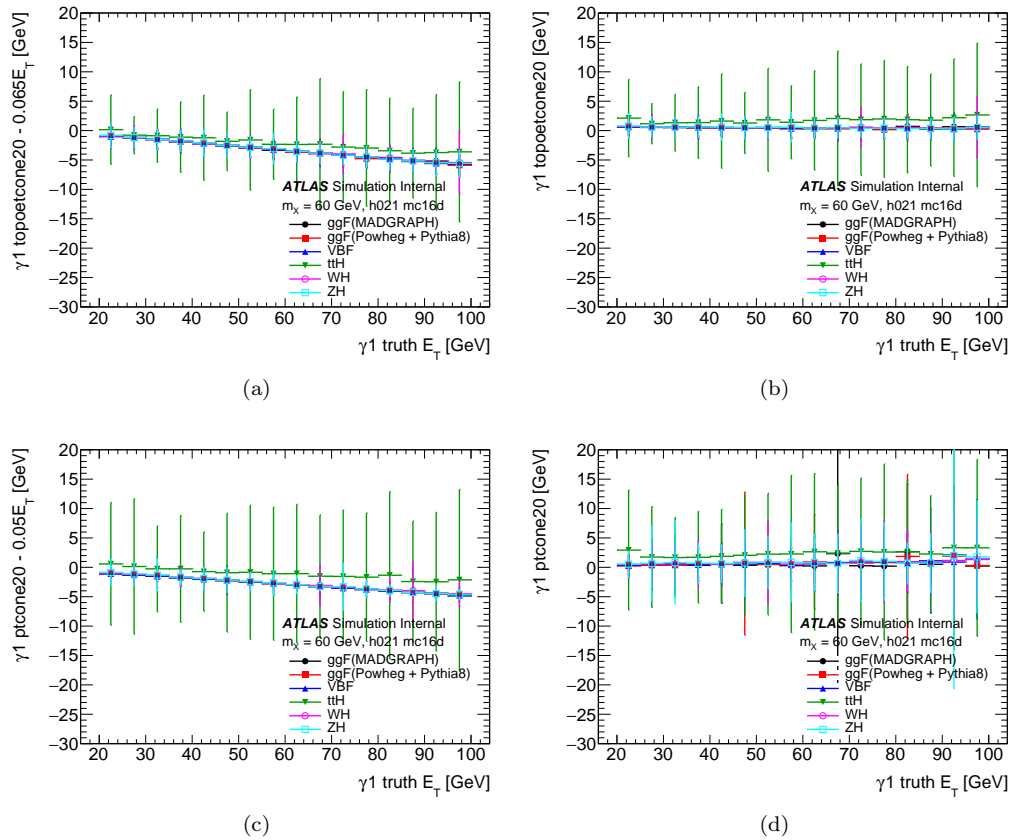 γ1 topoetcone20 - 0.065E_T [GeV]
20
15
10
5
0
−5
−10
−15
−20
−25
−30
ATLAS Simulation Internal
m_X = 60 GeV, h021 mc16d
ggF(MADGRAPH)
ggF(Powheg + Pythia8)
VBF
ttH
WH
ZH
20 30 40 50 60 70 80 90 100
γ1 truth E_T [GeV]
(a)
γ1 topoetcone20 [GeV]
20
15
10
5
0
−5
−10
−15
−20
−25
−30
ATLAS Simulation Internal
m_X = 60 GeV, h021 mc16d
ggF(MADGRAPH)
ggF(Powheg + Pythia8)
VBF
ttH
WH
ZH
20 30 40 50 60 70 80 90 100
γ1 truth E_T [GeV]
(b)
γ1 ptcone20 - 0.05E_T [GeV]
20
15
10
5
0
−5
−10
−15
−20
−25
−30
ATLAS Simulation Internal
m_X = 60 GeV, h021 mc16d
ggF(MADGRAPH)
ggF(Powheg + Pythia8)
VBF
ttH
WH
ZH
20 30 40 50 60 70 80 90 100
γ1 truth E_T [GeV]
(c)
γ1 ptcone20 [GeV]
20
15
10
5
0
−5
−10
−15
−20
−25
−30
ATLAS Simulation Internal
m_X = 60 GeV, h021 mc16d
ggF(MADGRAPH)
ggF(Powheg + Pythia8)
VBF
ttH
WH
ZH
20 30 40 50 60 70 80 90 100
γ1 truth E_T [GeV]
(d)